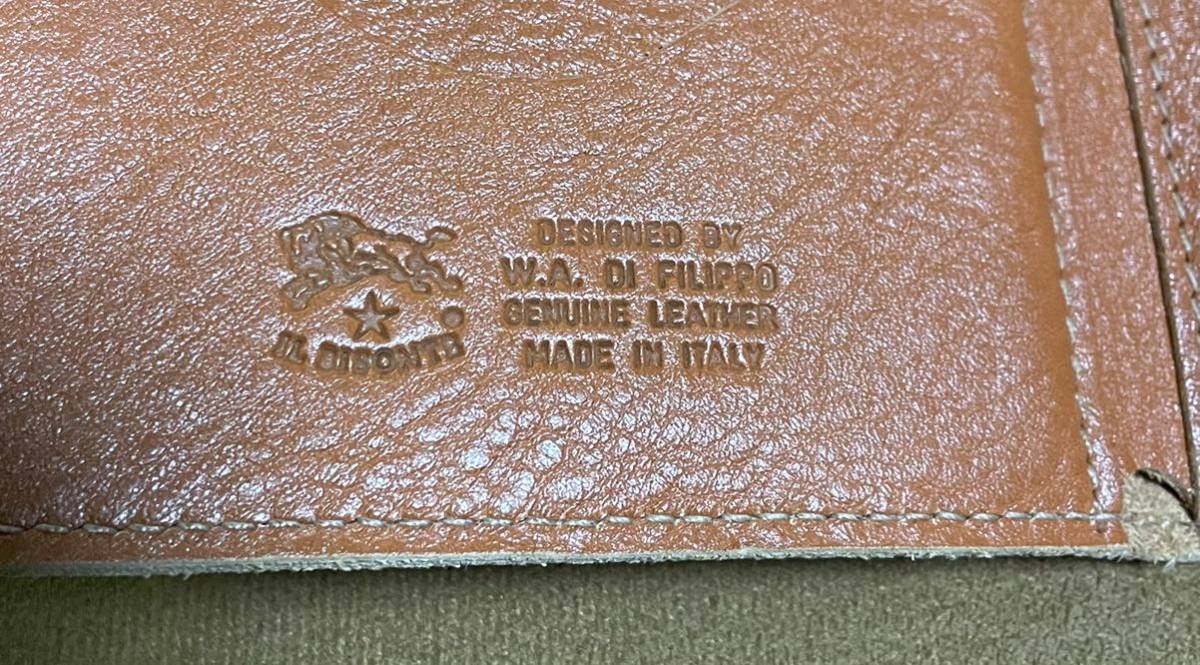 IL BISONTE
DESIGNED BY
W.A. DI FILIPPO
GENUINE LEATHER
MADE IN ITALY